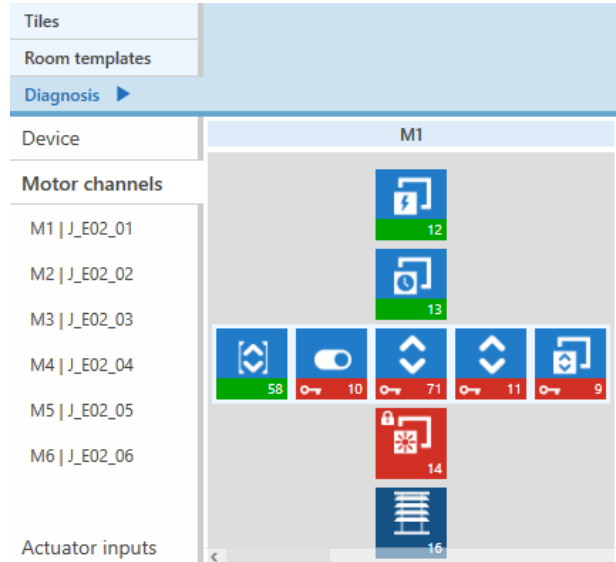 Tiles
Room templates
Diagnosis
Device
M1
Motor channels
M1 | J_E02_01
M2 | J_E02_02
M3 | J_E02_03
M4 | J_E02_04
M5 | J_E02_05
M6 | J_E02_06
Actuator inputs
12
13
58 10 71 11 9
14
16